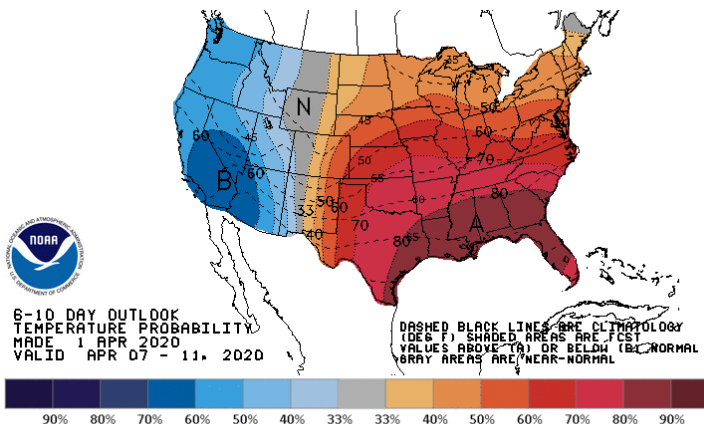 35
N
50
45
60
45
60
50
70
55
B
60
60
80
50
33
60
70
A
40
80
65
NATIONAL OCEANIC AND ATMOSPHERIC ADMINISTRATION
NOAA
U.S. DEPARTMENT OF COMMERCE
6-10 DAY OUTLOOK
TEMPERATURE PROBABILITY
MADE 1 APR 2020
VALID APR 07 - 11, 2020
DASHED BLACK LINES ARE CLIMATOLOGY
(DEG F) SHADED AREAS ARE FCST
VALUES ABOVE (A) OR BELOW (B) NORMAL
GRAY AREAS ARE NEAR-NORMAL
90% 80% 70% 60% 50% 40% 33% 33% 40% 50% 60% 70% 80% 90%